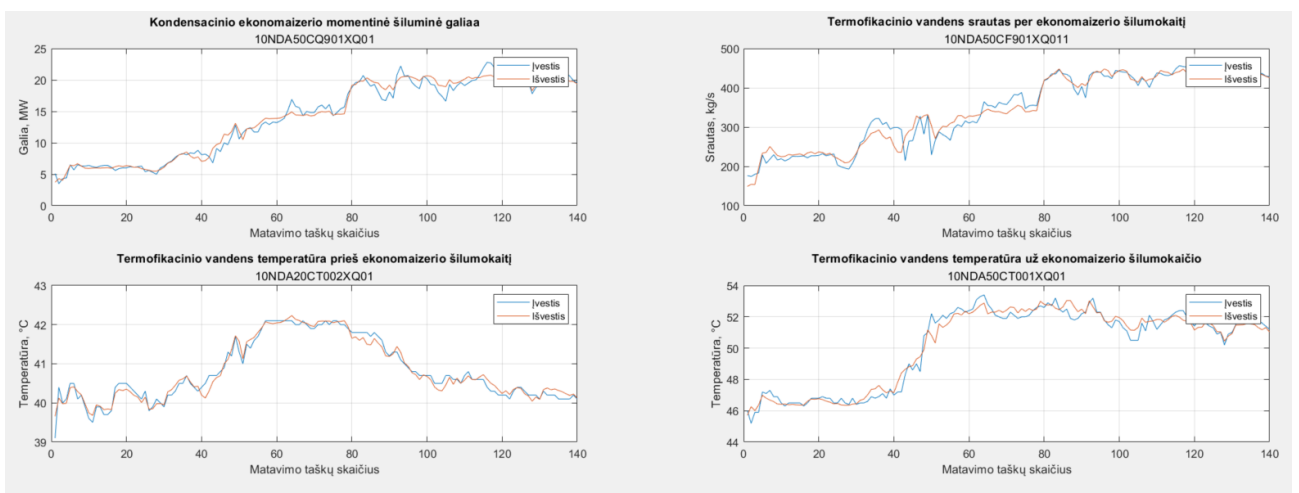 Kondensacinio ekonomaizerio momentinė šiluminė galiaa
10NDA50CQ901XQ01
Galia, MW
25
20
15
10
5
0
0 20 40 60 80 100 120 140
Matavimo taškų skaičius
Įvestis
Išvestis
Termofikacinio vandens srautas per ekonomaizerio šilumokaitį
10NDA50CF901XQ011
Srautas, kg/s
500
400
300
200
100
0 20 40 60 80 100 120 140
Matavimo taškų skaičius
Įvestis
Išvestis
Termofikacinio vandens temperatūra prieš ekonomaizerio šilumokaitį
10NDA20CT002XQ01
Temperatūra, °C
43
42
41
40
39
0 20 40 60 80 100 120 140
Matavimo taškų skaičius
Įvestis
Išvestis
Termofikacinio vandens temperatūra už ekonomaizerio šilumokaičio
10NDA50CT001XQ01
Temperatūra, °C
54
52
50
48
46
44
0 20 40 60 80 100 120 140
Matavimo taškų skaičius
Įvestis
Išvestis